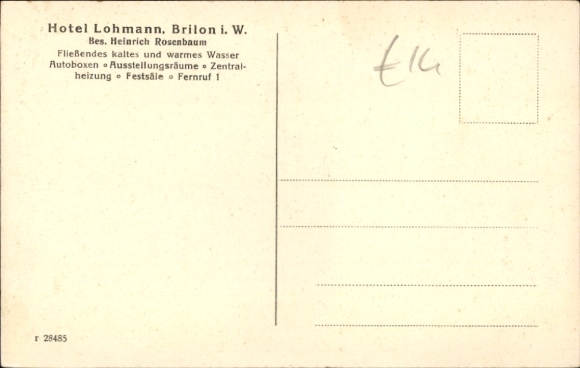 Hotel Lohmann, Brilon i. W.
Bes. Heinrich Rosenbaum
Fließendes kaltes und warmes Wasser
Autoboxen ∘ Ausstellungsräume ∘ Zentral-
heizung ∘ Festsäle ∘ Fernruf 1
r 28485